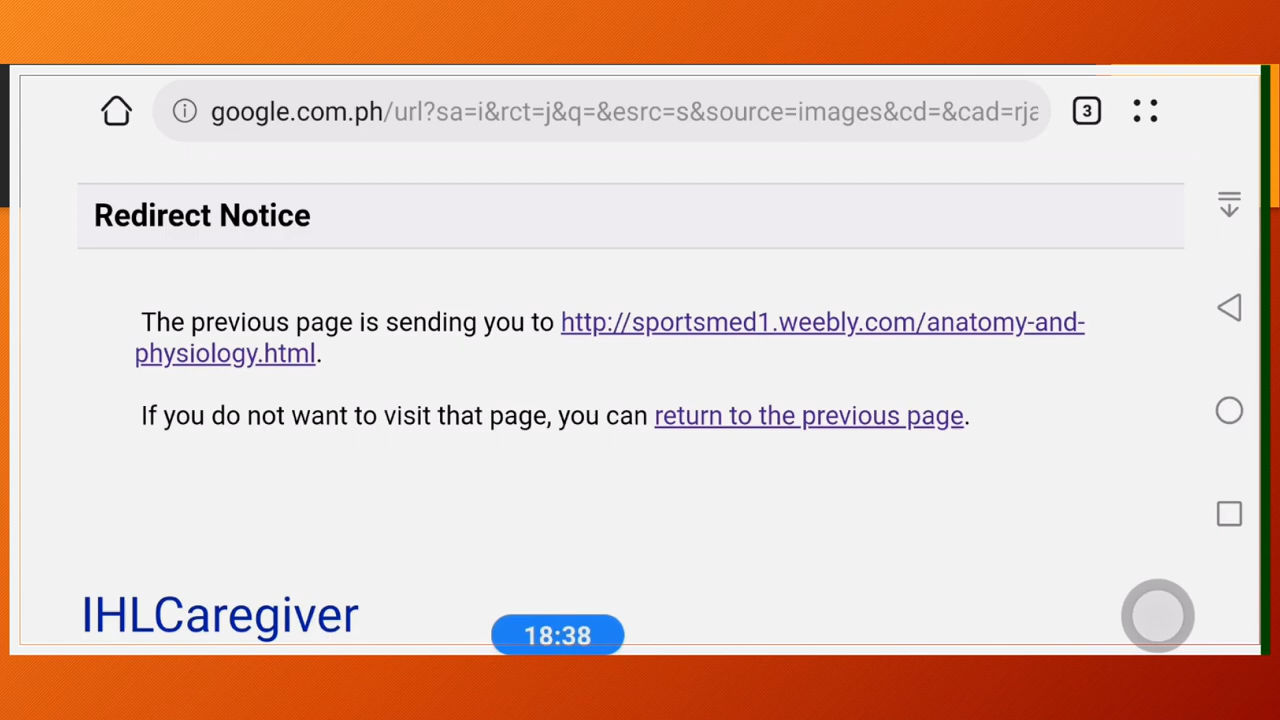 google.com.ph/url?sa=i&rct=j&q=&esrc=s&source=images&cd=&cad=rja
3
Redirect Notice
The previous page is sending you to http://sportsmed1.weebly.com/anatomy-and-
physiology.html.
If you do not want to visit that page, you can return to the previous page.
IHLCaregiver
18:38